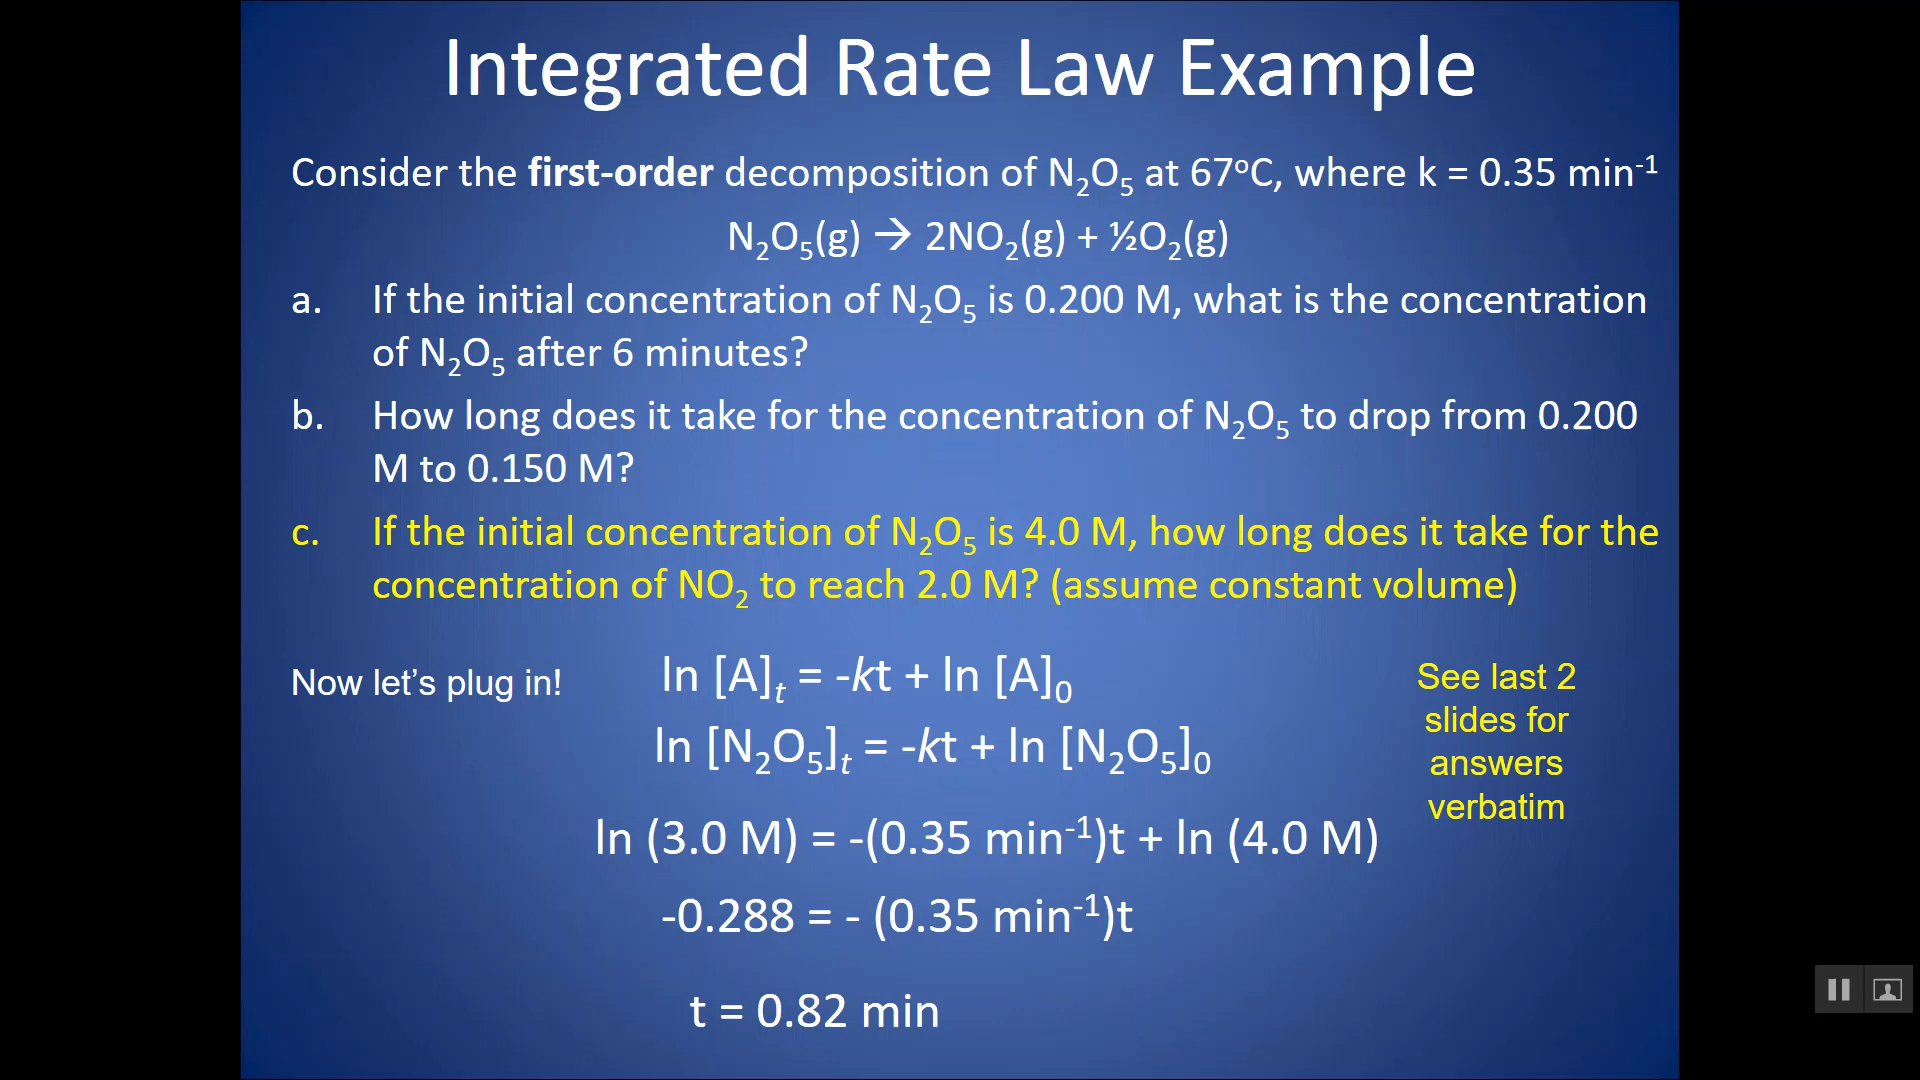 Integrated Rate Law Example
Consider the first-order decomposition of N₂O₅ at 67ᵒC, where k = 0.35 min⁻¹
N₂O₅(g) → 2NO₂(g) + ½O₂(g)
a. If the initial concentration of N₂O₅ is 0.200 M, what is the concentration
of N₂O₅ after 6 minutes?
b. How long does it take for the concentration of N₂O₅ to drop from 0.200
M to 0.150 M?
c. If the initial concentration of N₂O₅ is 4.0 M, how long does it take for the
concentration of NO₂ to reach 2.0 M? (assume constant volume)
Now let’s plug in!
ln [A]ₜ = -kt + ln [A]₀
ln [N₂O₅]ₜ = -kt + ln [N₂O₅]₀
ln (3.0 M) = -(0.35 min⁻¹)t + ln (4.0 M)
-0.288 = - (0.35 min⁻¹)t
t = 0.82 min
See last 2
slides for
answers
verbatim